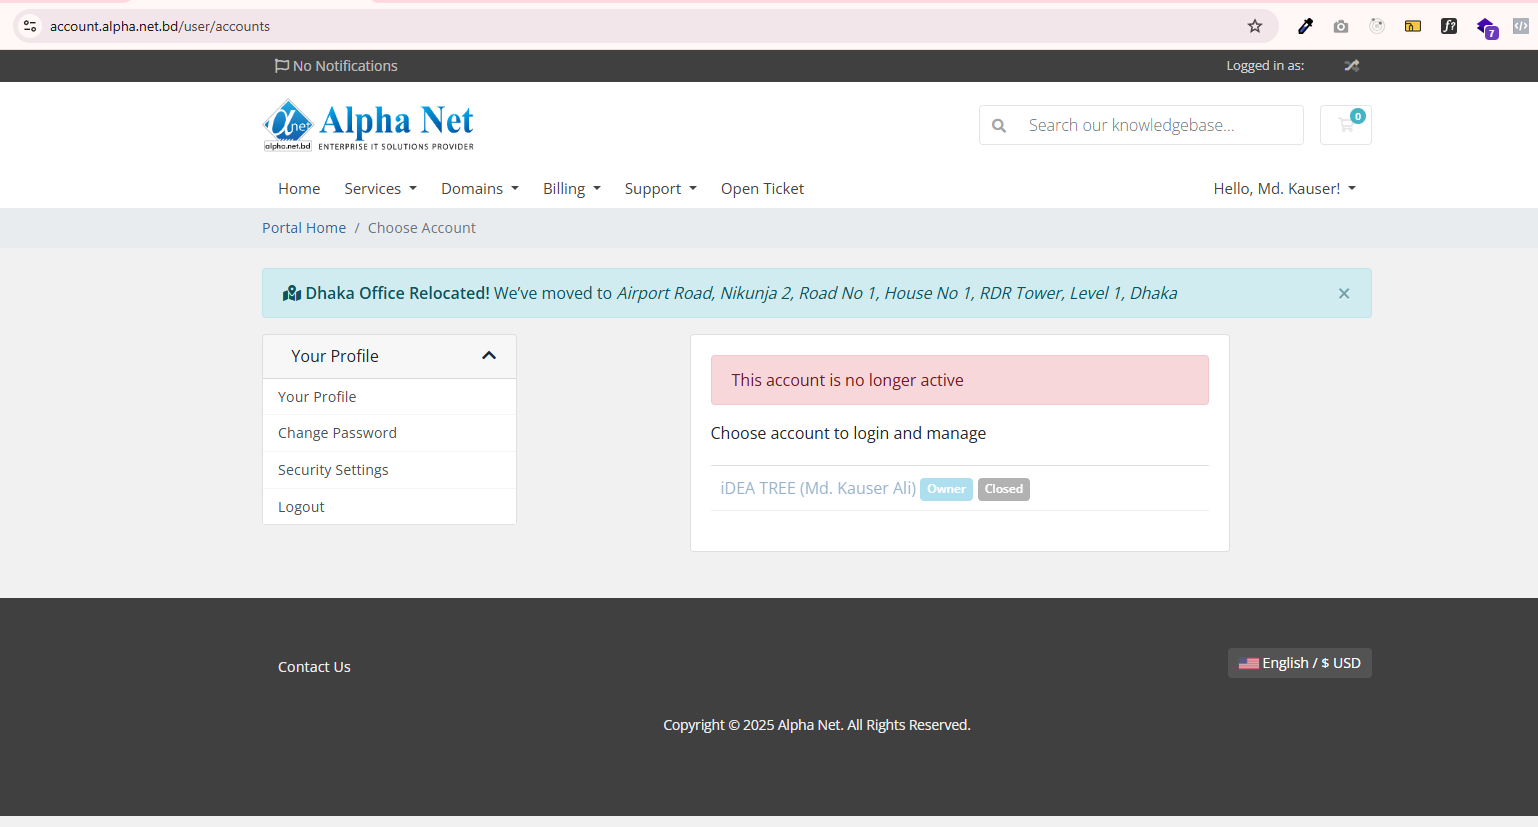 account.alpha.net.bd/user/accounts
f?
7
No Notifications
Logged in as:
αnet
alpha.net.bd
Alpha Net
ENTERPRISE IT SOLUTIONS PROVIDER
Search our knowledgebase...
0
Home Services Domains Billing Support Open Ticket
Hello, Md. Kauser!
Portal Home / Choose Account
Dhaka Office Relocated! We’ve moved to Airport Road, Nikunja 2, Road No 1, House No 1, RDR Tower, Level 1, Dhaka ×
Your Profile
Your Profile
Change Password
Security Settings
Logout
This account is no longer active
Choose account to login and manage
iDEA TREE (Md. Kauser Ali) Owner Closed
Contact Us
English / $ USD
Copyright © 2025 Alpha Net. All Rights Reserved.